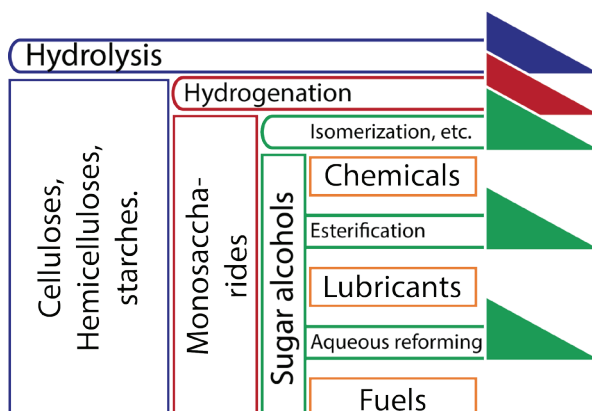 Hydrolysis
Hydrogenation
Isomerization, etc.
Celluloses,
Hemicelluloses,
starches.
Monosaccha-
rides
Sugar alcohols
Chemicals
Esterification
Lubricants
Aqueous reforming
Fuels